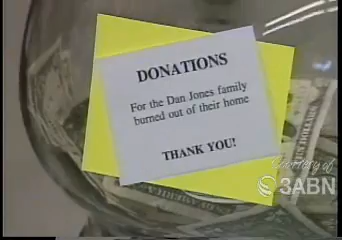 DONATIONS
For the Dan Jones family
burned out of their home
THANK YOU!
Courtesy of
3ABN